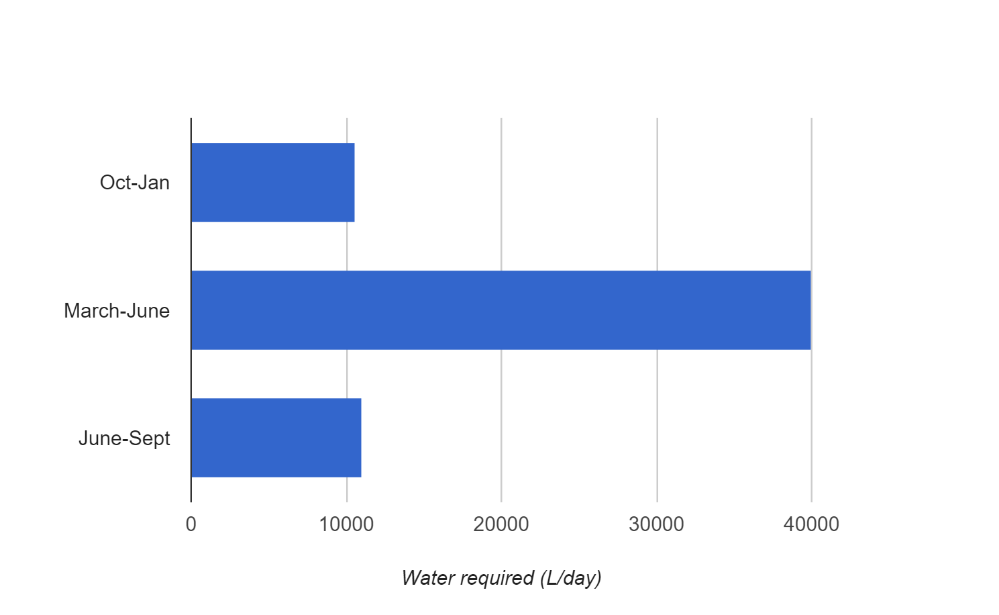 Oct-Jan
March-June
June-Sept
0 10000 20000 30000 40000
Water required (L/day)